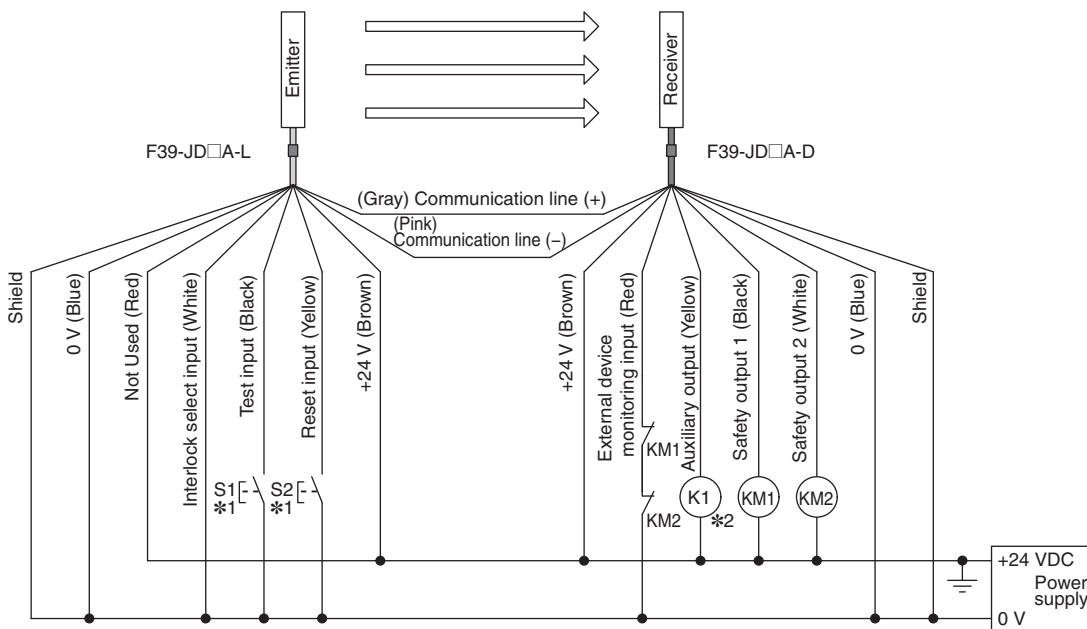 Emitter
Receiver
F39-JD□A-L
F39-JD□A-D
(Gray) Communication line (+)
(Pink)
Communication line (−)
Shield
0 V (Blue)
Not Used (Red)
Interlock select input (White)
Test input (Black)
Reset input (Yellow)
+24 V (Brown)
+24 V (Brown)
External device
monitoring input (Red)
Auxiliary output (Yellow)
Safety output 1 (Black)
Safety output 2 (White)
0 V (Blue)
Shield
S1
✱1
S2
✱1
KM1
KM2
K1
✱2
KM1
KM2
+24 VDC
Power
supply
0 V